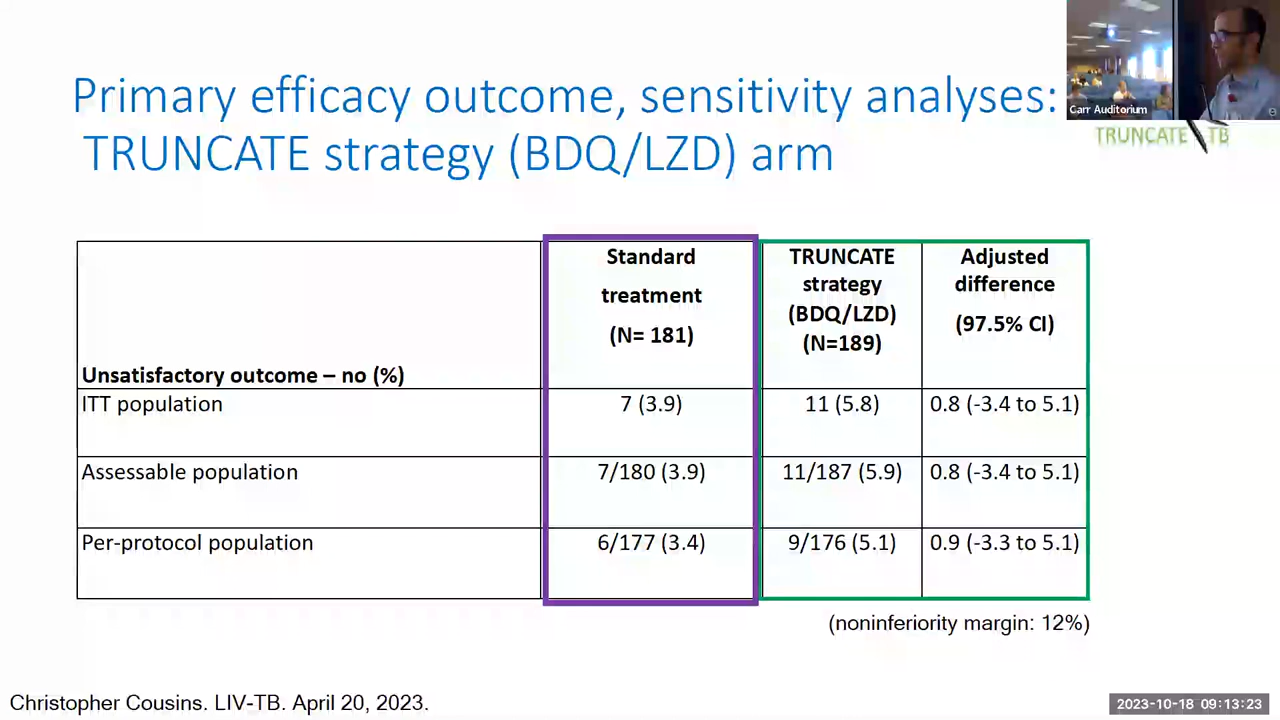 Primary efficacy outcome, sensitivity analyses:
TRUNCATE strategy (BDQ/LZD) arm
Carr Auditorium
TRUNCATE TB
Standard
treatment
(N= 181)
TRUNCATE
strategy
(BDQ/LZD)
(N=189)
Adjusted
difference
(97.5% CI)
Unsatisfactory outcome – no (%)
ITT population 7 (3.9) 11 (5.8) 0.8 (-3.4 to 5.1)
Assessable population 7/180 (3.9) 11/187 (5.9) 0.8 (-3.4 to 5.1)
Per-protocol population 6/177 (3.4) 9/176 (5.1) 0.9 (-3.3 to 5.1)
(noninferiority margin: 12%)
Christopher Cousins. LIV-TB. April 20, 2023.
2023-10-18 09:13:23